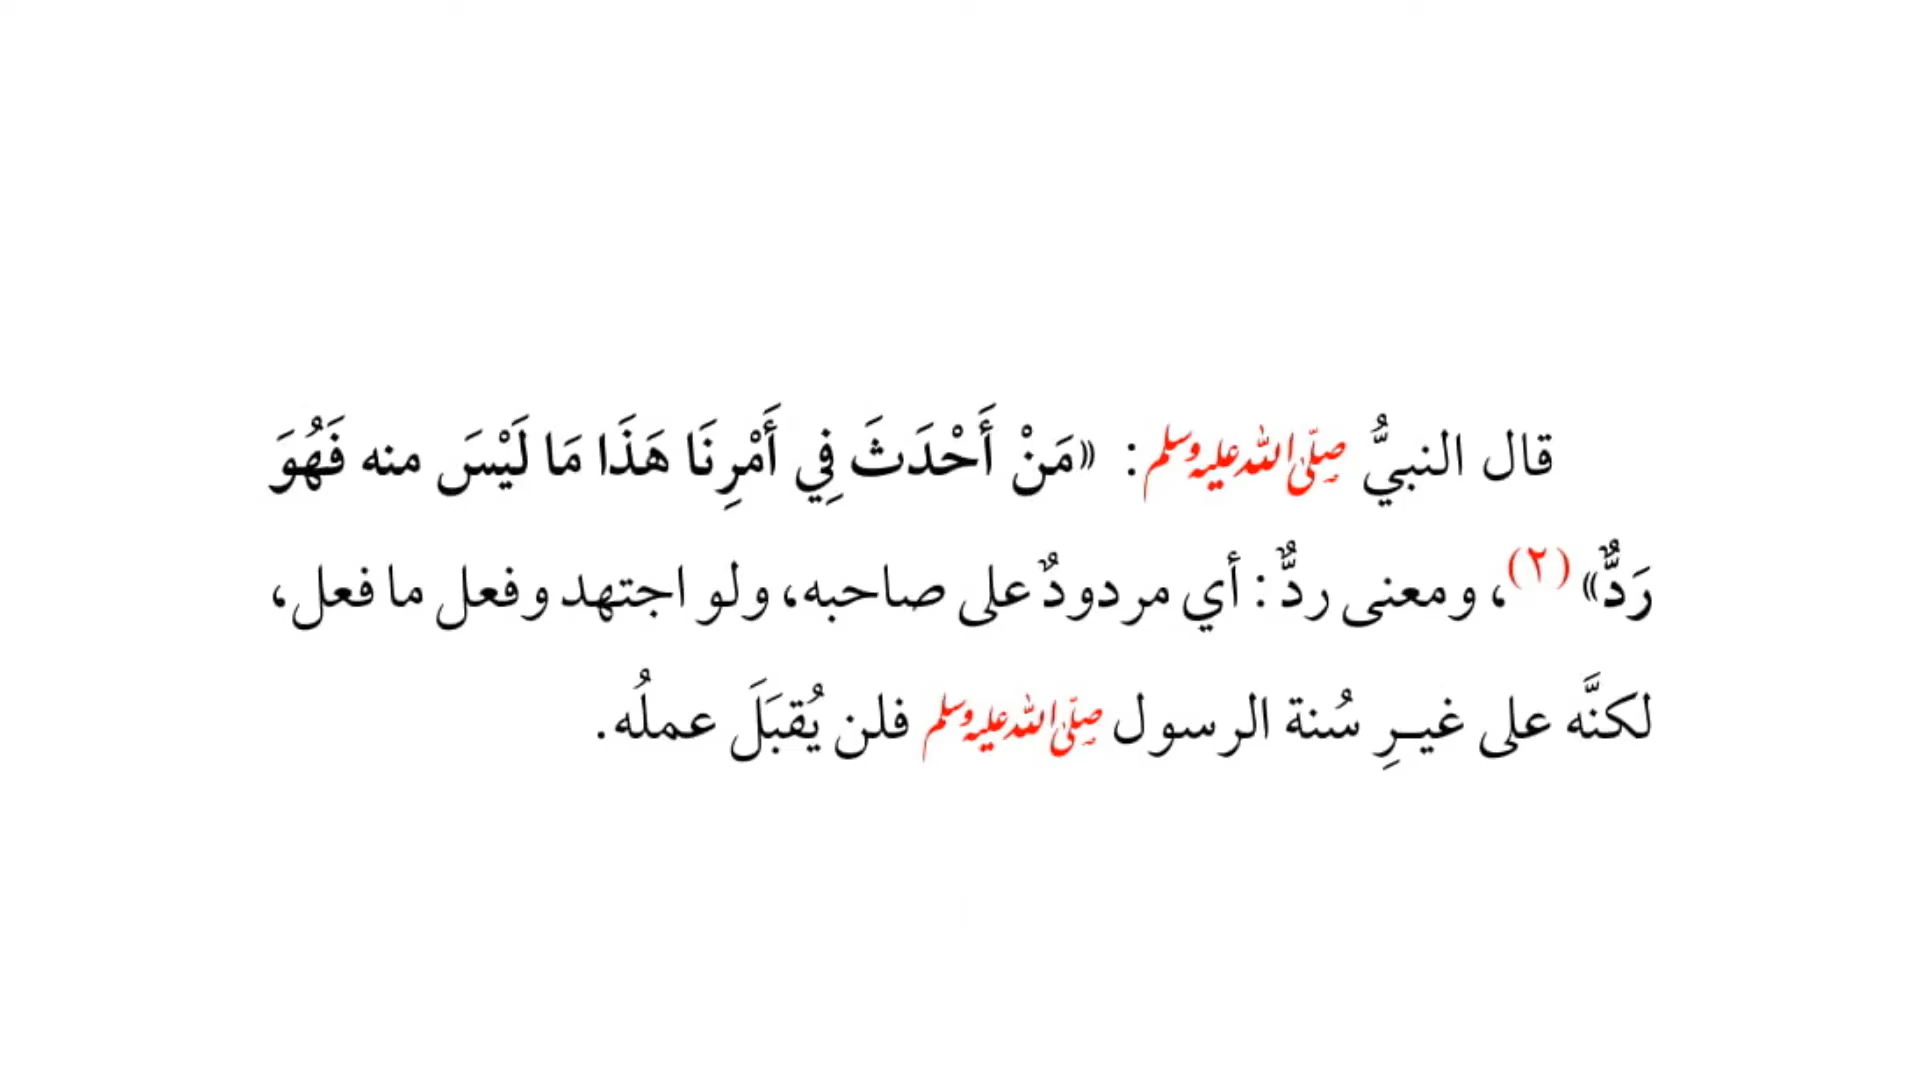 قال النبيُّ صلى الله عليه وسلم: «مَنْ أَحْدَثَ فِي أَمْرِنَا هَذَا مَا لَيْسَ منه فَهُوَ
رَدٌّ» (٢)، ومعنى ردٌّ: أي مردودٌ على صاحبه، ولو اجتهد وفعل ما فعل،
لكنَّه على غيـرِ سُنة الرسول صلى الله عليه وسلم فلن يُقبَلَ عملُه.